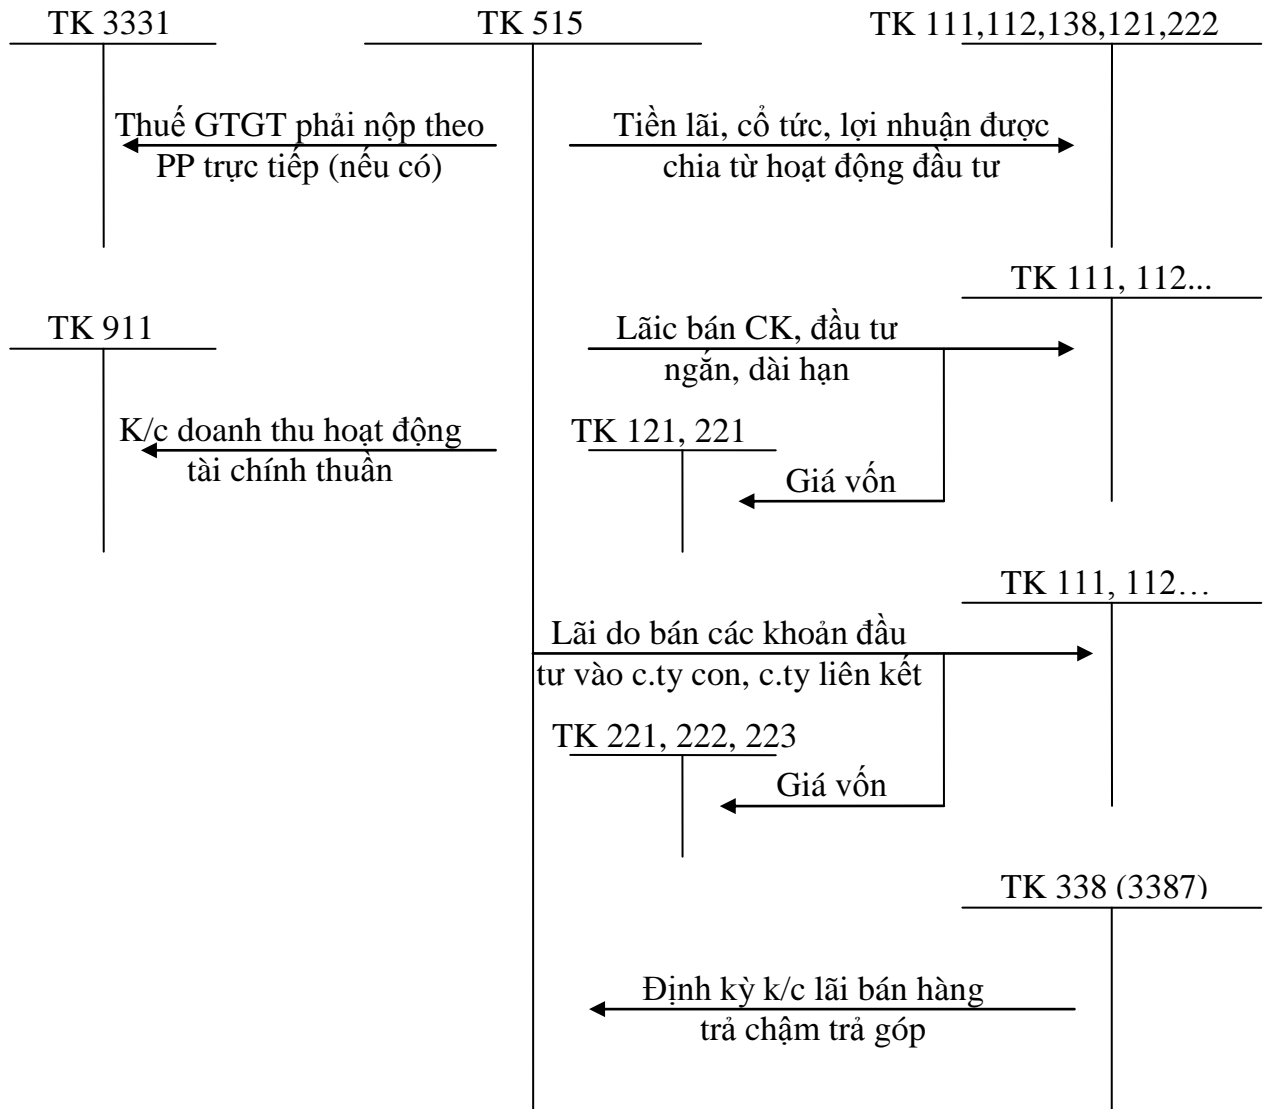 TK 3331
TK 515
TK 111,112,138,121,222
Thuế GTGT phải nộp theo
PP trực tiếp (nếu có)
Tiền lãi, cổ tức, lợi nhuận được
chia từ hoạt động đầu tư
TK 111, 112...
TK 911
Lãic bán CK, đầu tư
ngắn, dài hạn
K/c doanh thu hoạt động
tài chính thuần
TK 121, 221
Giá vốn
TK 111, 112…
Lãi do bán các khoản đầu
tư vào c.ty con, c.ty liên kết
TK 221, 222, 223
Giá vốn
TK 338 (3387)
Định kỳ k/c lãi bán hàng
trả chậm trả góp